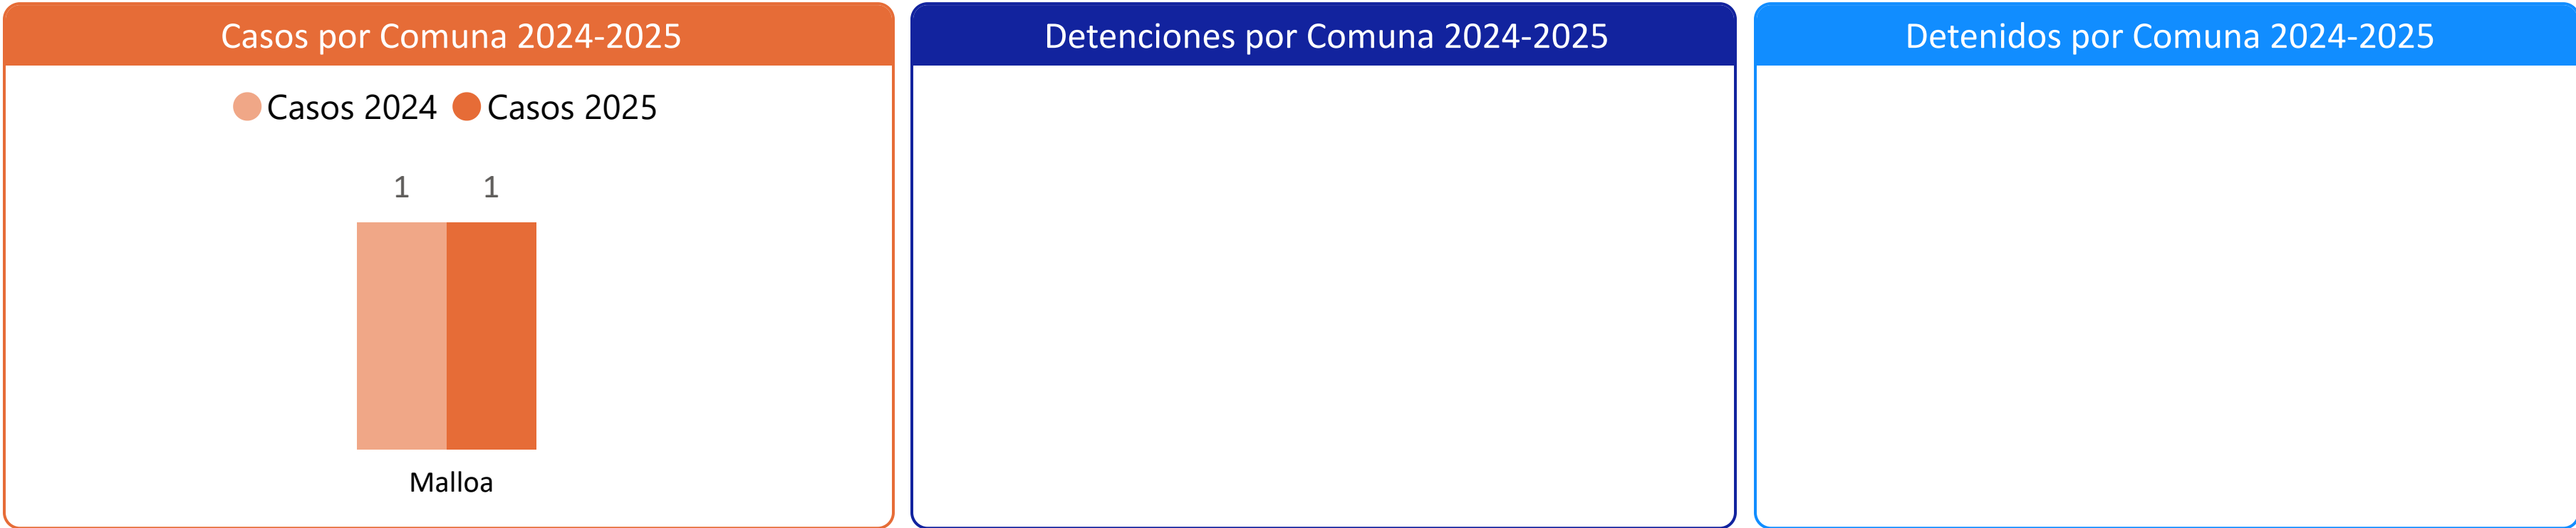 Casos por Comuna 2024-2025
Casos 2024 Casos 2025
1 1
Malloa
Detenciones por Comuna 2024-2025
Detenidos por Comuna 2024-2025